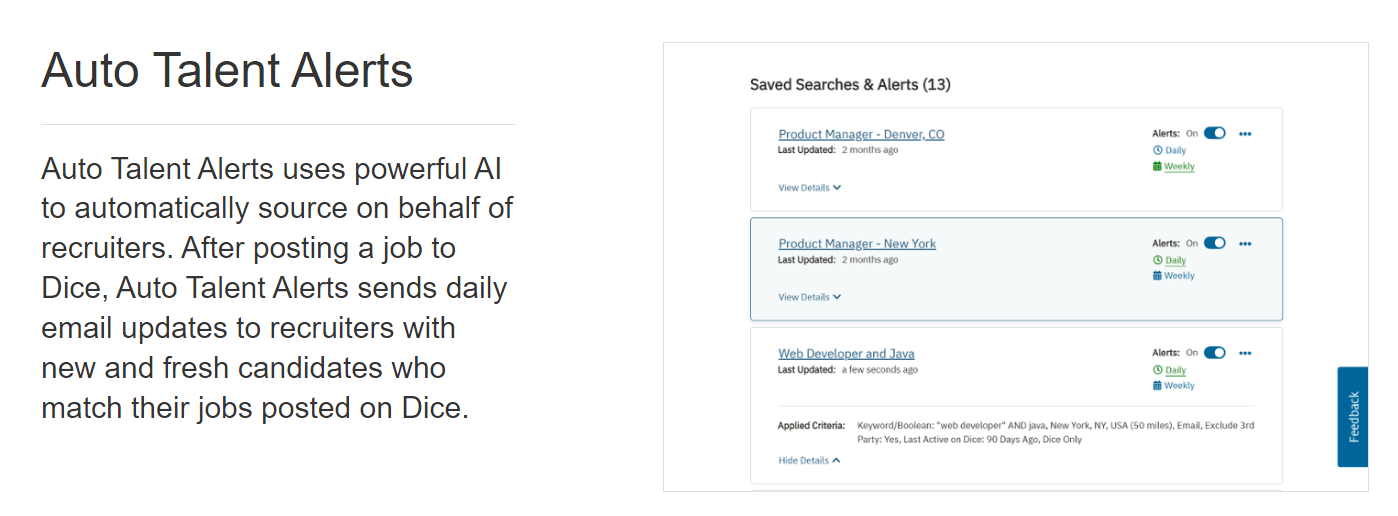 Auto Talent Alerts
Auto Talent Alerts uses powerful AI
to automatically source on behalf of
recruiters. After posting a job to
Dice, Auto Talent Alerts sends daily
email updates to recruiters with
new and fresh candidates who
match their jobs posted on Dice.
Saved Searches & Alerts (13)
Product Manager - Denver, CO
Alerts: On
Last Updated: 2 months ago
Daily
Weekly
View Details
Product Manager - New York
Alerts: On
Last Updated: 2 months ago
Daily
Weekly
View Details
Web Developer and Java
Alerts: On
Last Updated: a few seconds ago
Daily
Weekly
Applied Criteria: Keyword/Boolean: "web developer" AND java, New York, NY, USA (50 miles), Email, Exclude 3rd
Party: Yes, Last Active on Dice: 90 Days Ago, Dice Only
Hide Details
Feedback